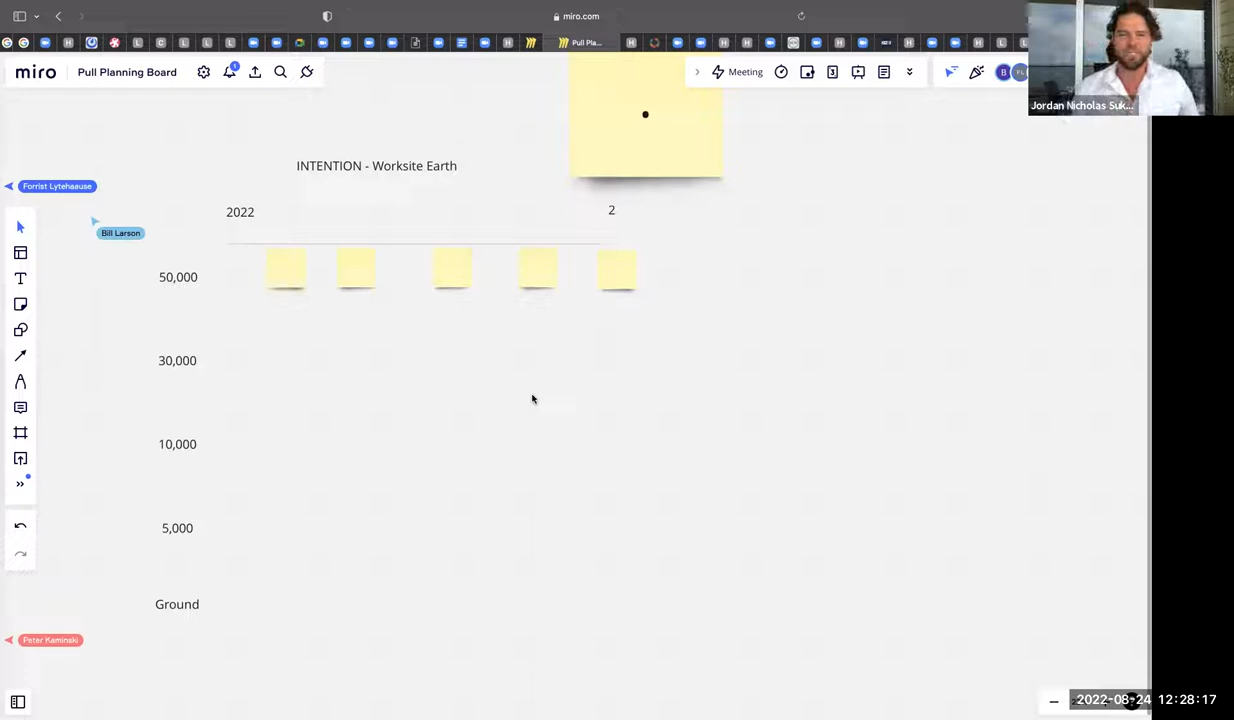 miro.com
Pull Pla...
miro
Pull Planning Board
1
Meeting
3
B
Jordan Nicholas Suk...
INTENTION - Worksite Earth
Forrist Lytehaause
2022
2
Bill Larson
50,000
30,000
10,000
5,000
Ground
Peter Kaminski
2022-08-24 12:28:17